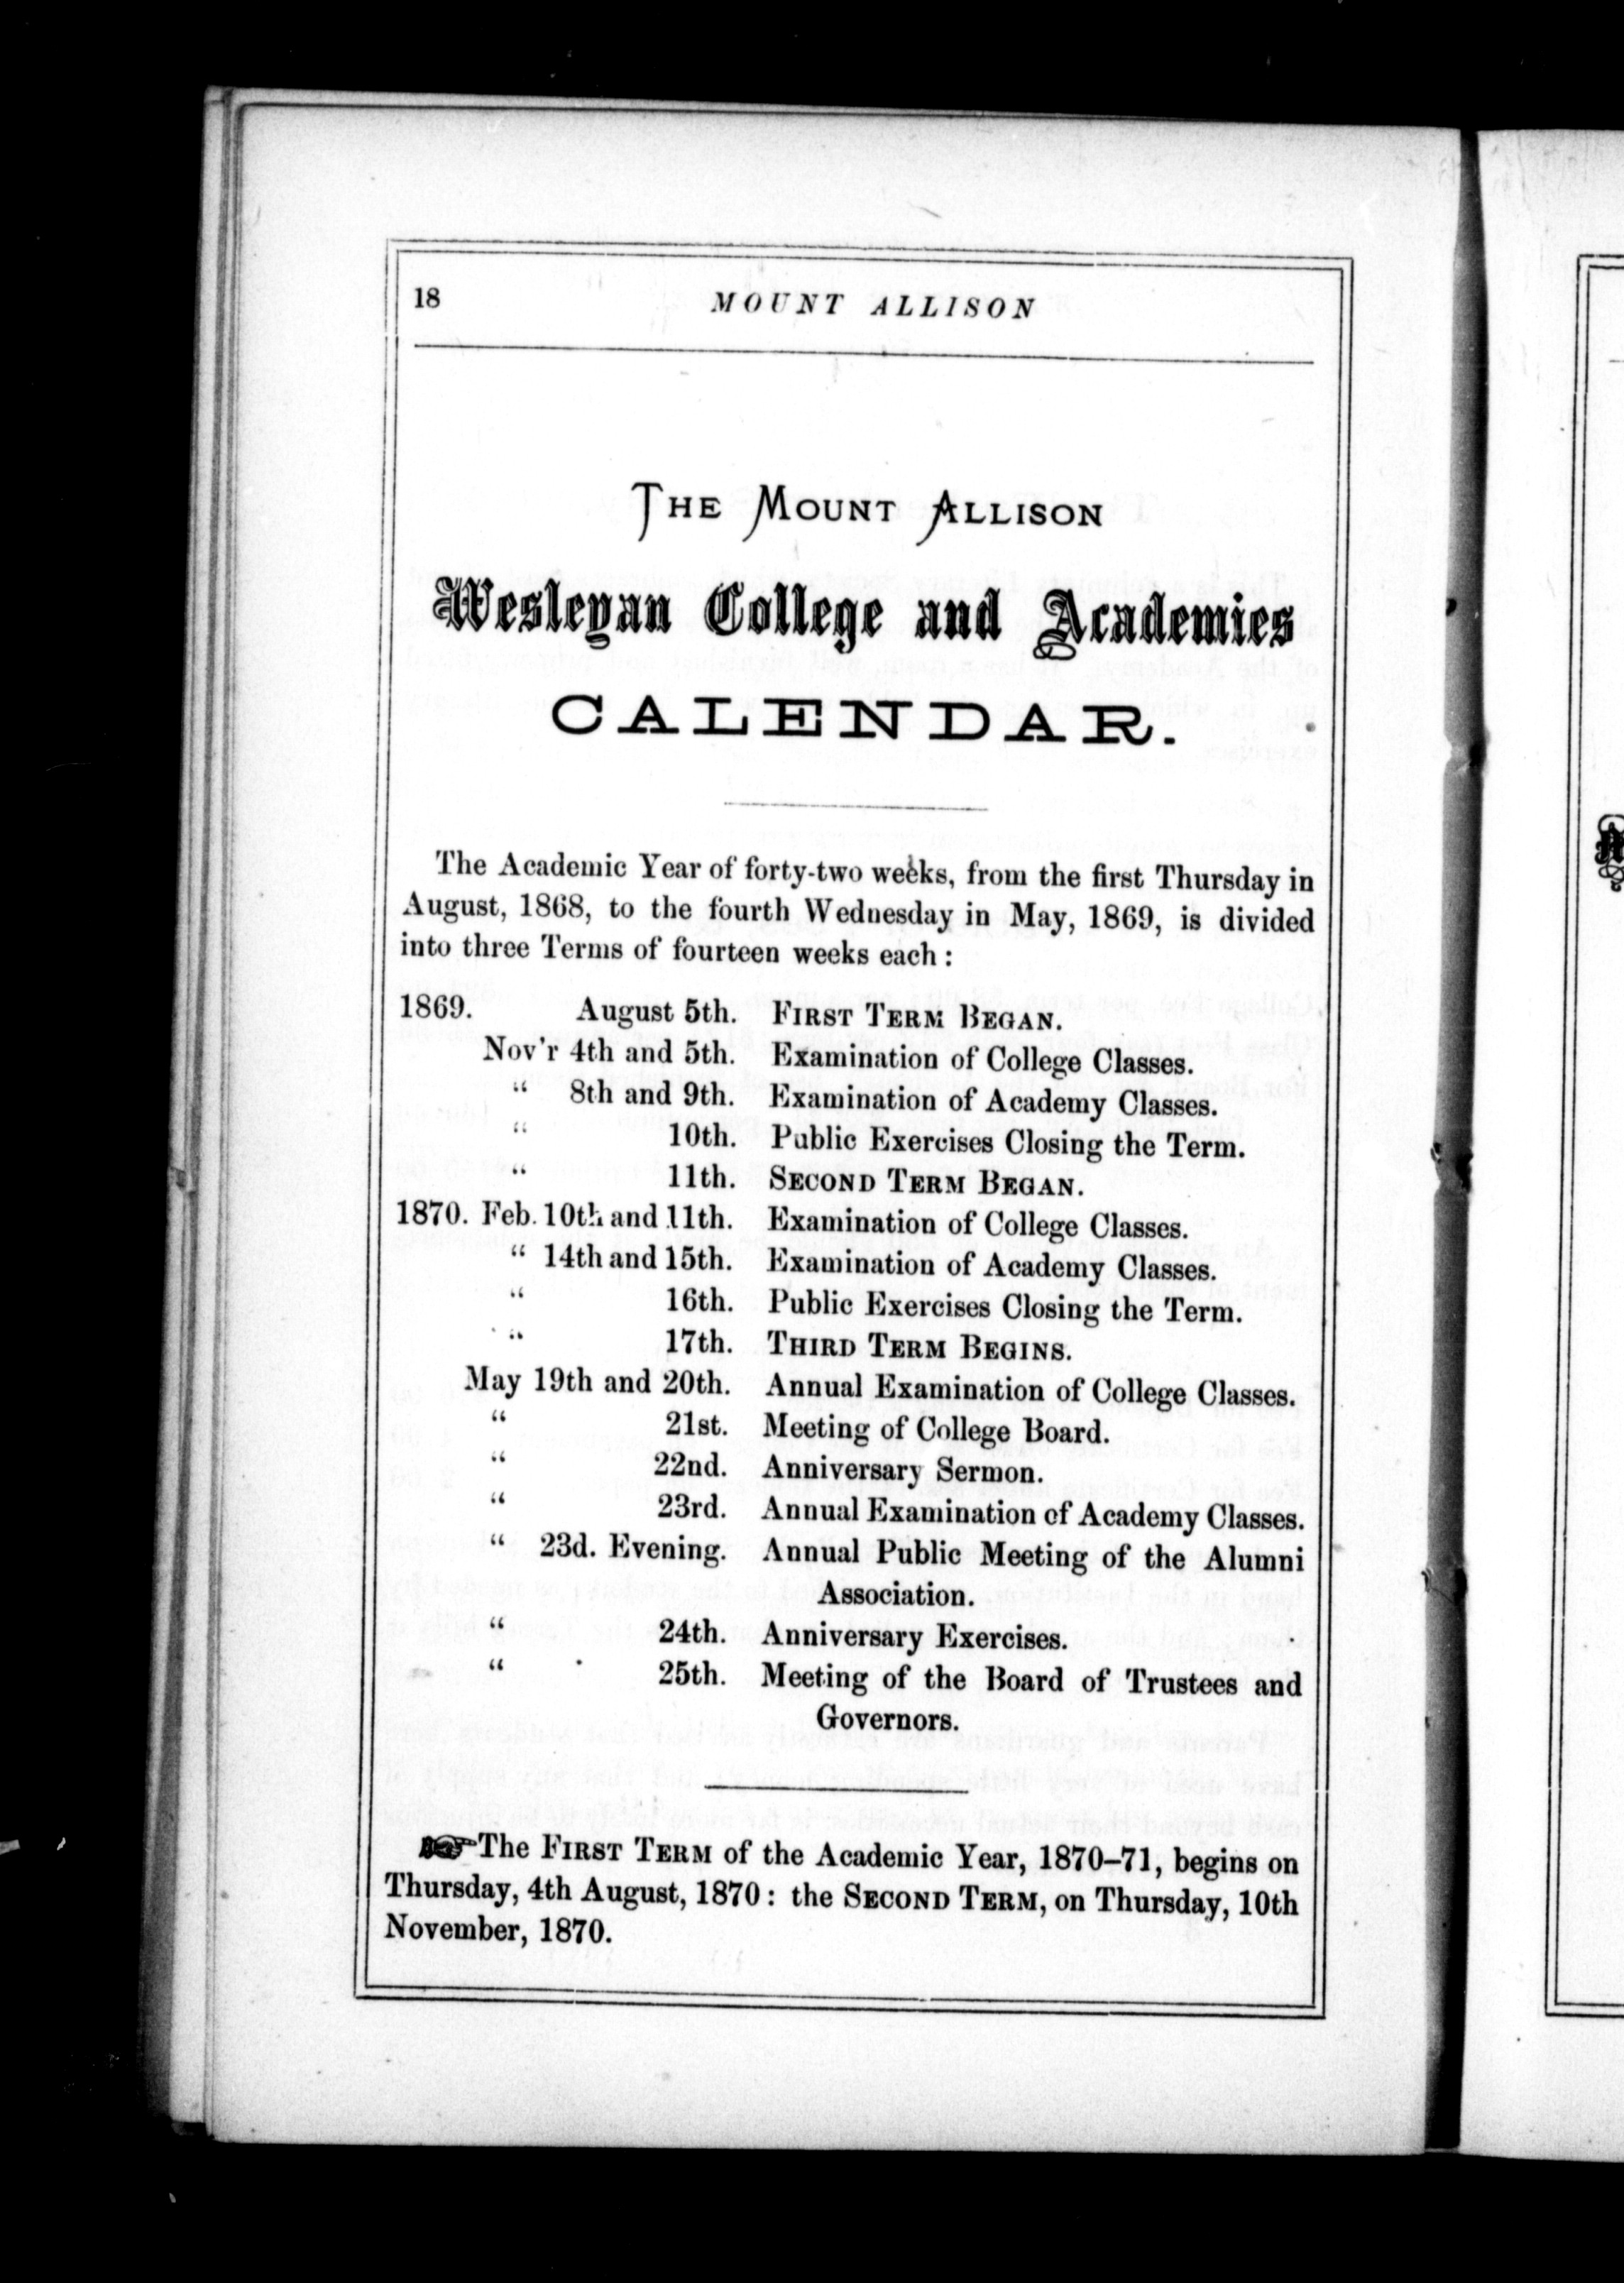 18 MOUNT ALLISON
THE MOUNT ALLISON
Wesleyan College and Academies
CALENDAR.
The Academic Year of forty-two weeks, from the first Thursday in
August, 1868, to the fourth Wednesday in May, 1869, is divided
into three Terms of fourteen weeks each:
1869. August 5th. FIRST TERM BEGAN.
Nov'r 4th and 5th. Examination of College Classes.
" 8th and 9th. Examination of Academy Classes.
" 10th. Public Exercises Closing the Term.
" 11th. SECOND TERM BEGAN.
1870. Feb. 10th and 11th. Examination of College Classes.
" 14th and 15th. Examination of Academy Classes.
" 16th. Public Exercises Closing the Term.
" 17th. THIRD TERM BEGINS.
May 19th and 20th. Annual Examination of College Classes.
" 21st. Meeting of College Board.
" 22nd. Anniversary Sermon.
" 23rd. Annual Examination of Academy Classes.
" 23d. Evening. Annual Public Meeting of the Alumni
Association.
" 24th. Anniversary Exercises.
" 25th. Meeting of the Board of Trustees and
Governors.
☞The FIRST TERM of the Academic Year, 1870–71, begins on
Thursday, 4th August, 1870: the SECOND TERM, on Thursday, 10th
November, 1870.